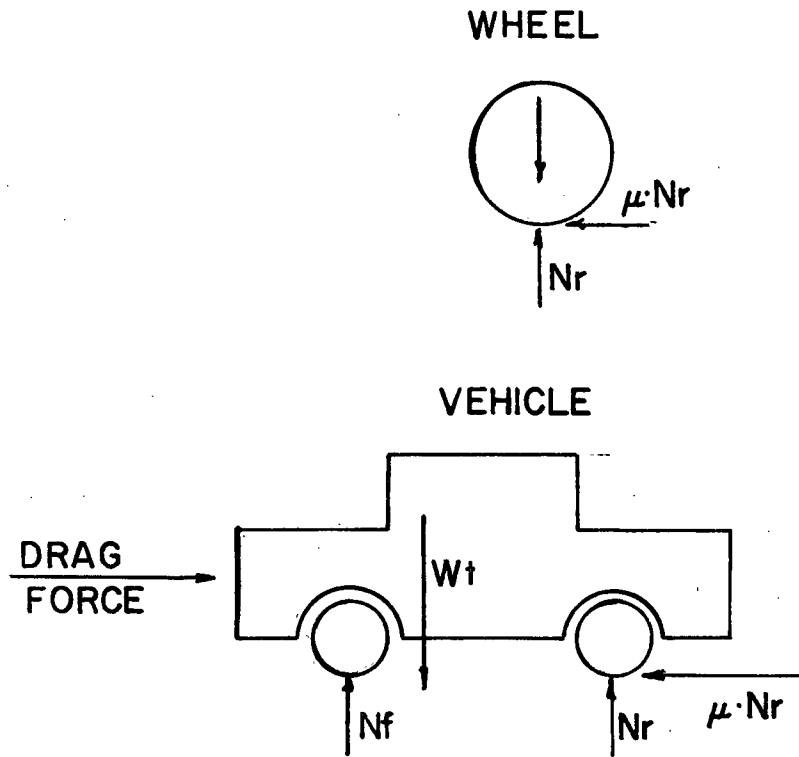 WHEEL
μ·Nr
Nr
VEHICLE
DRAG
FORCE
Wt
Nf
Nr
μ·Nr